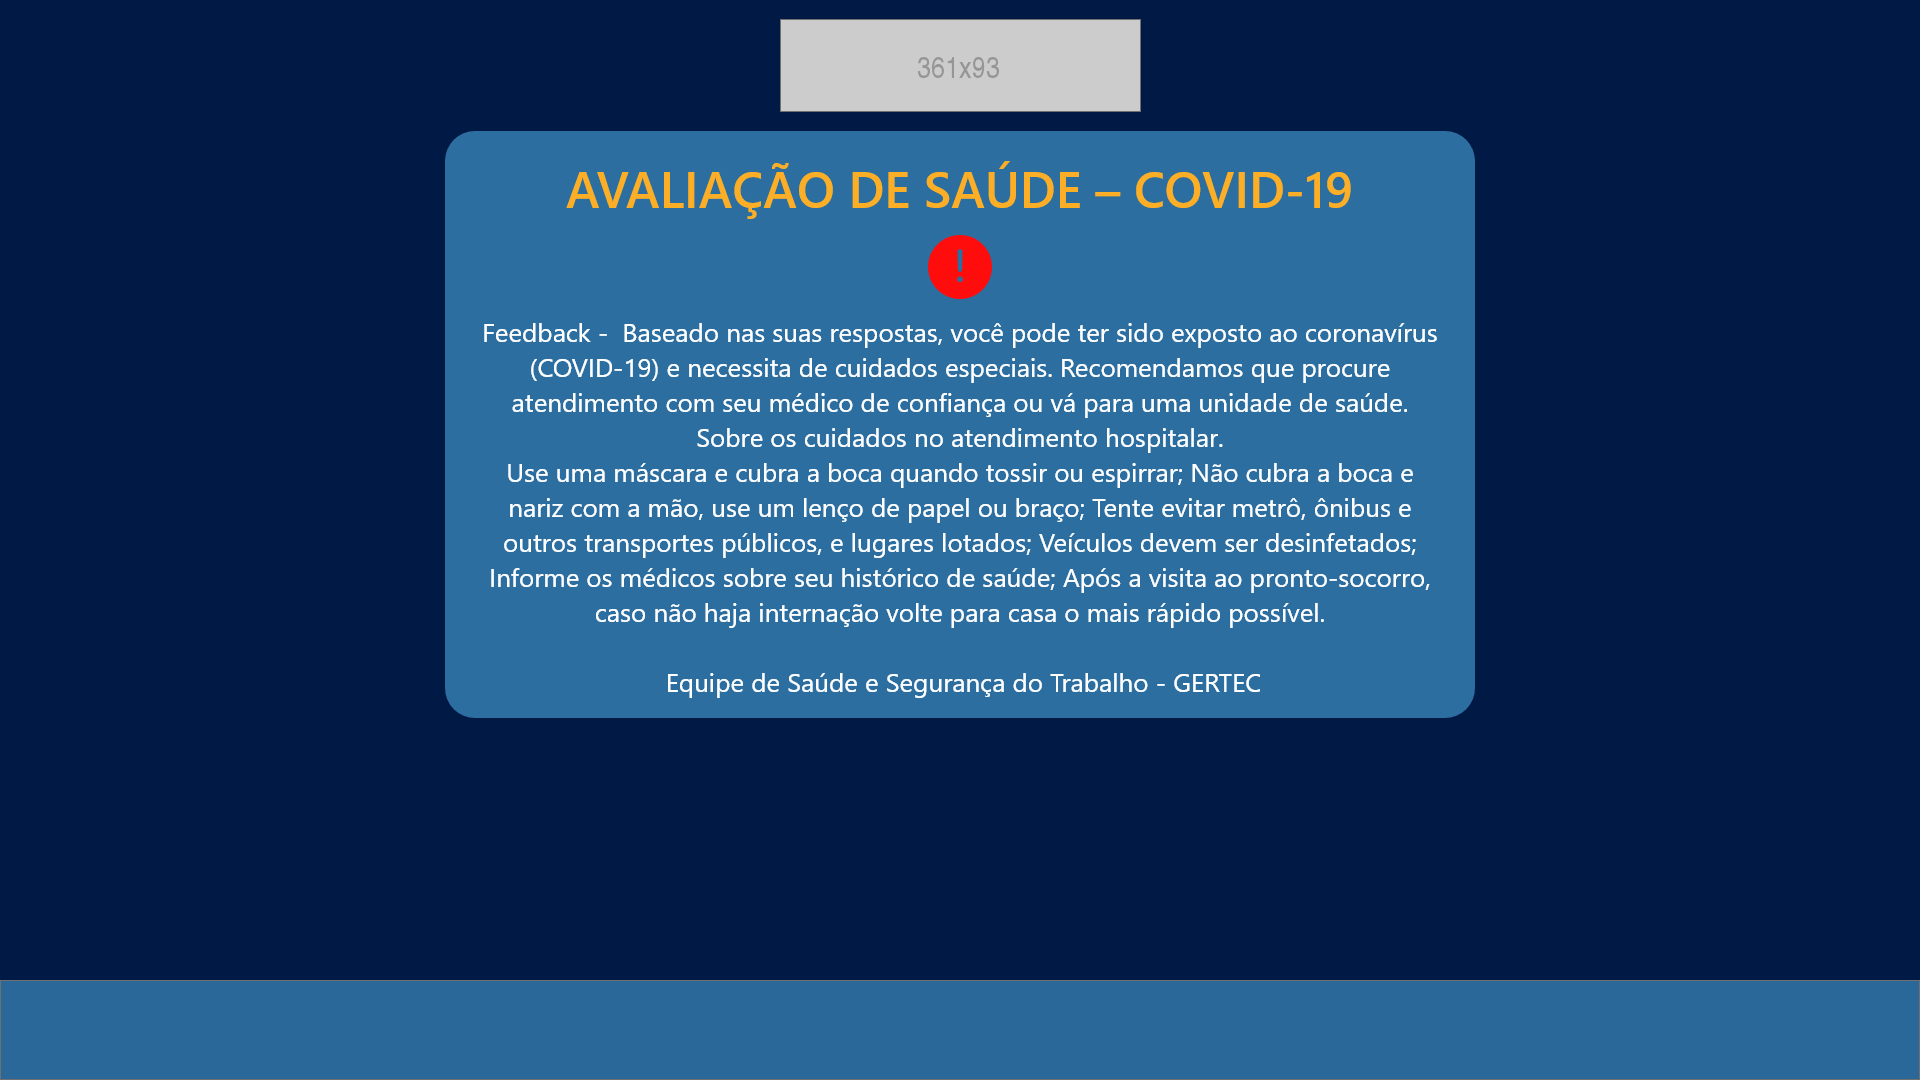 361x93
AVALIAÇÃO DE SAÚDE – COVID-19
!
Feedback -  Baseado nas suas respostas, você pode ter sido exposto ao coronavírus
(COVID-19) e necessita de cuidados especiais. Recomendamos que procure
atendimento com seu médico de confiança ou vá para uma unidade de saúde.
Sobre os cuidados no atendimento hospitalar.
Use uma máscara e cubra a boca quando tossir ou espirrar; Não cubra a boca e
nariz com a mão, use um lenço de papel ou braço; Tente evitar metrô, ônibus e
outros transportes públicos, e lugares lotados; Veículos devem ser desinfetados;
Informe os médicos sobre seu histórico de saúde; Após a visita ao pronto-socorro,
caso não haja internação volte para casa o mais rápido possível.
Equipe de Saúde e Segurança do Trabalho - GERTEC